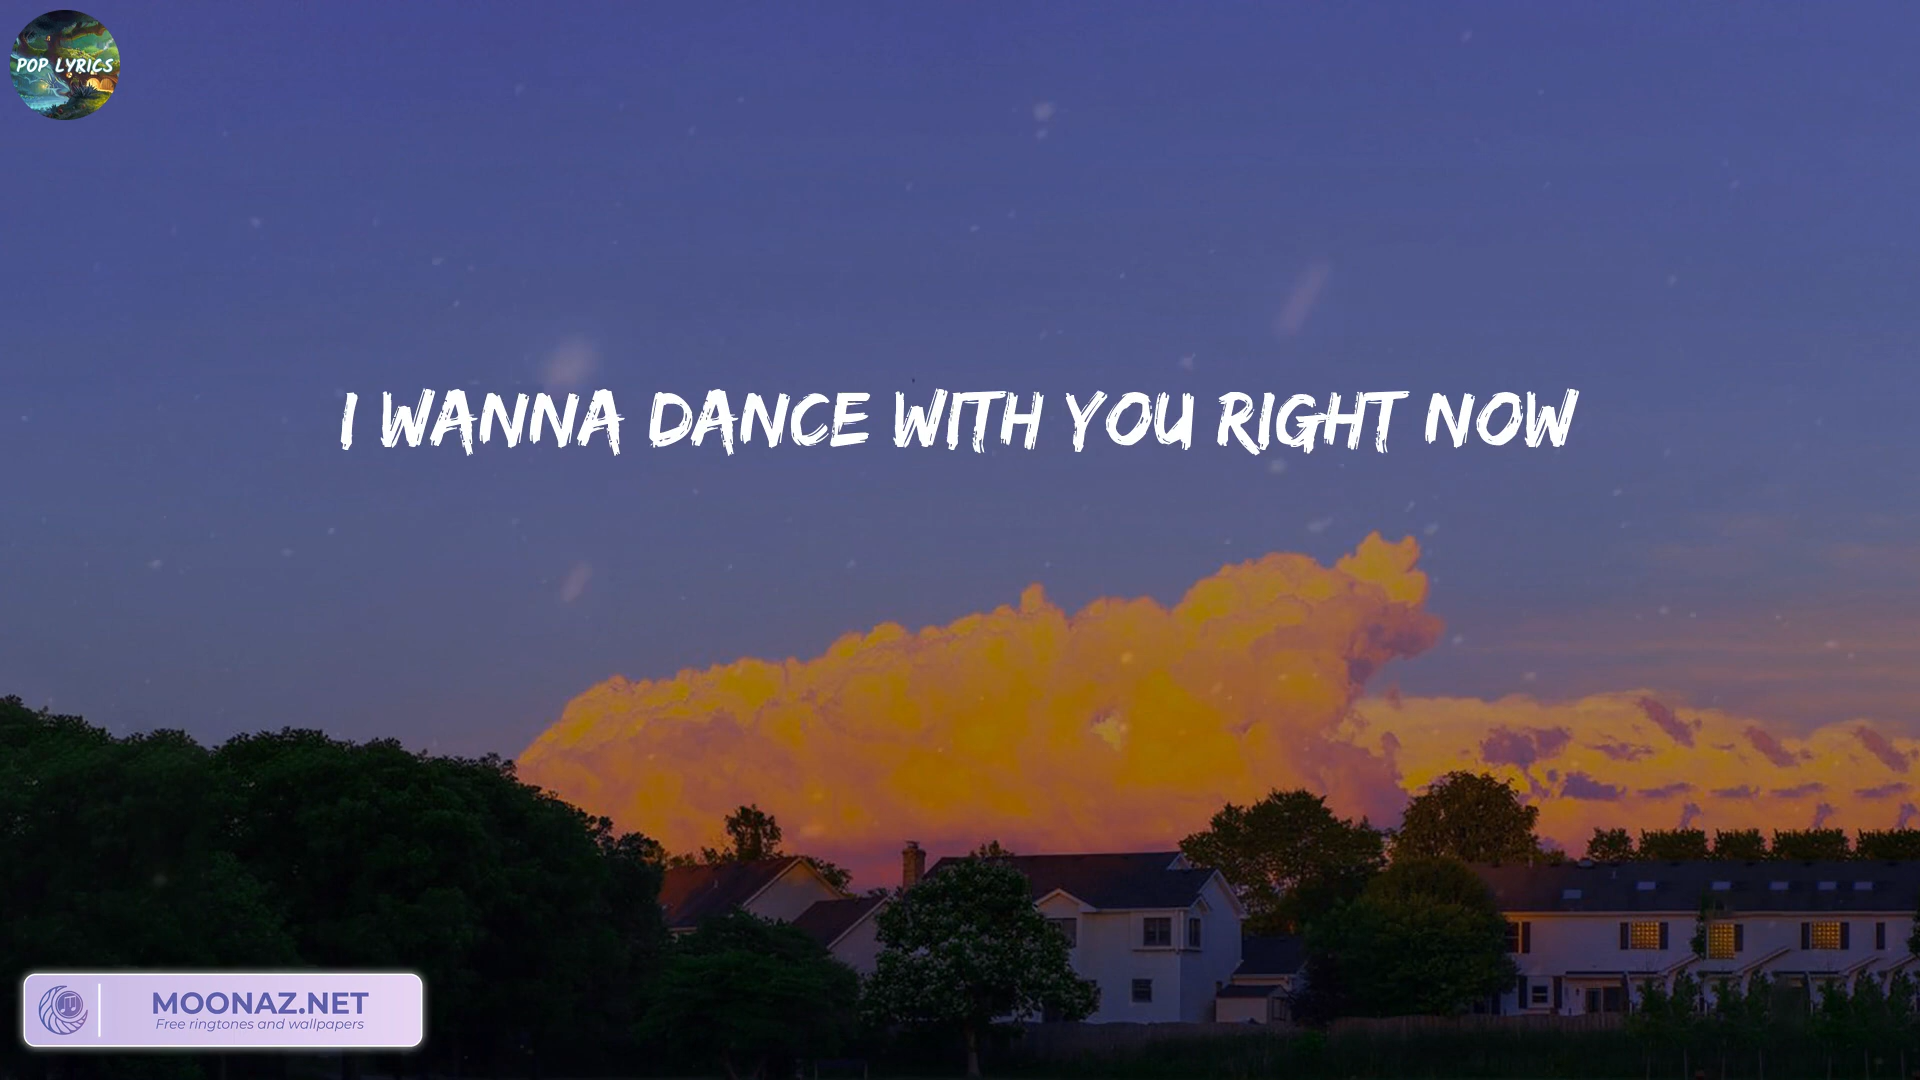 POP LYRICS
I WANNA DANCE WITH YOU RIGHT NOW
MOONAZ.NET
Free ringtones and wallpapers